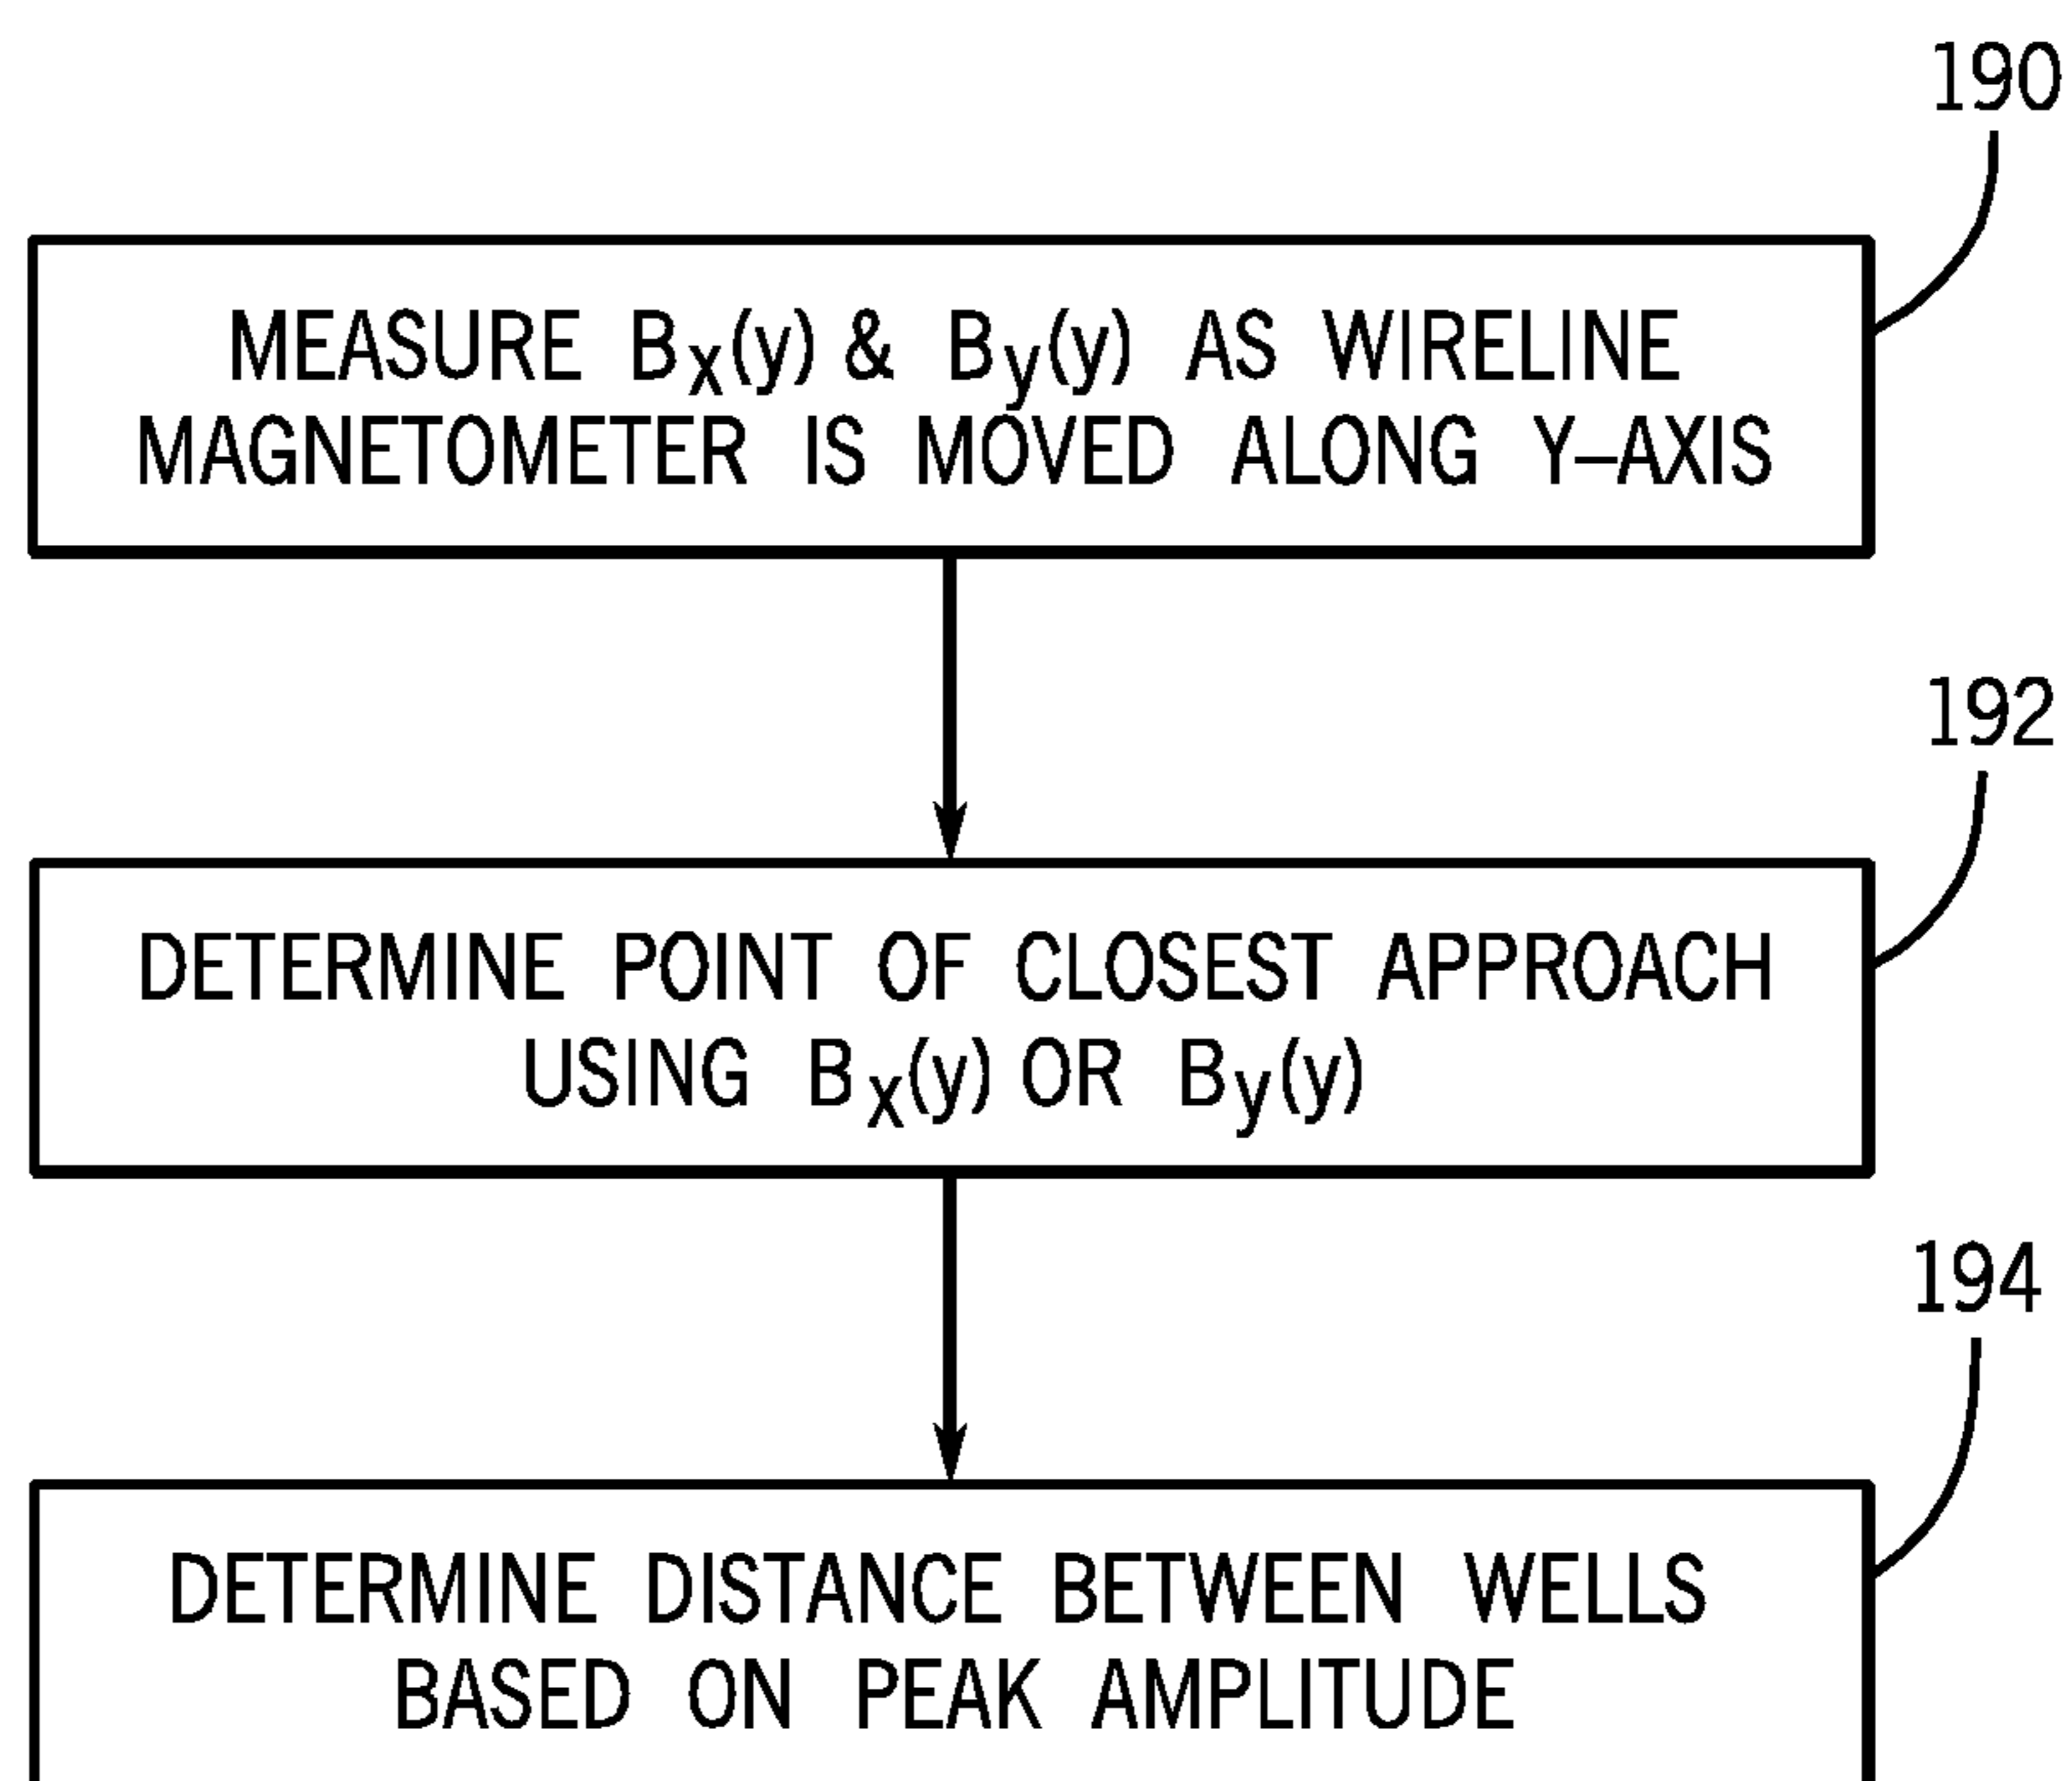 190
MEASURE Bx(y) & By(y) AS WIRELINE
MAGNETOMETER IS MOVED ALONG Y–AXIS
192
DETERMINE POINT OF CLOSEST APPROACH
USING Bx(y) OR By(y)
194
DETERMINE DISTANCE BETWEEN WELLS
BASED ON PEAK AMPLITUDE